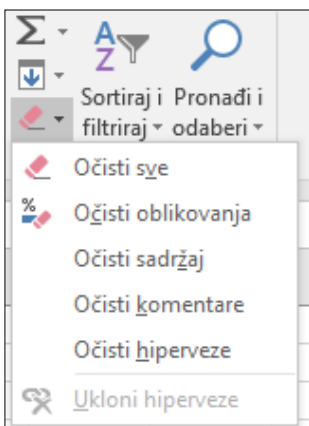 Σ
A
Z
Sortiraj i Pronađi i
filtriraj odaberi
Očisti sve
% Očisti oblikovanja
Očisti sadržaj
Očisti komentare
Očisti hiperveze
Ukloni hiperveze